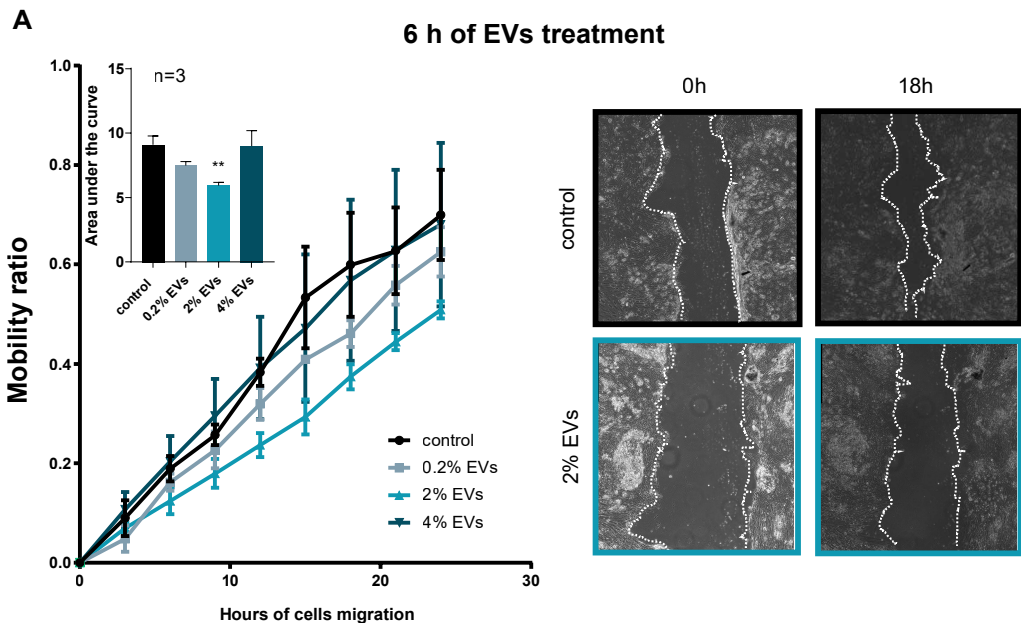 A
6 h of EVs treatment
1.0
0.8
0.6
0.4
0.2
0.0
Mobility ratio
0
10
20
30
Hours of cells migration
15
10
5
0
Area under the curve
n=3
**
control
0.2% EVs
2% EVs
4% EVs
control
0.2% EVs
2% EVs
4% EVs
0h
18h
control
2% EVs